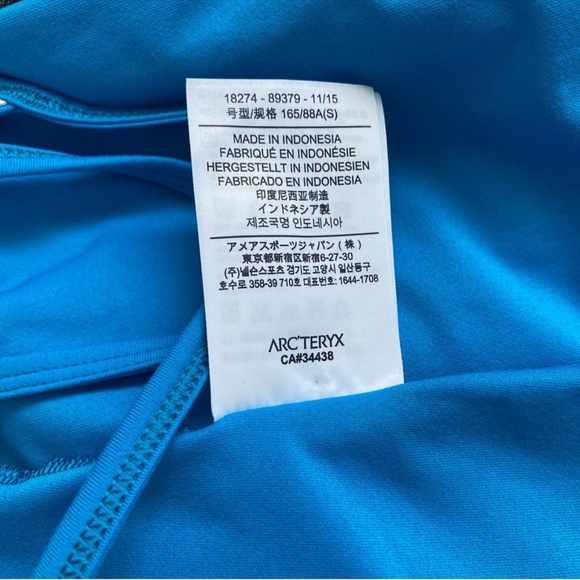 18274 - 89379 - 11/15
号型/规格 165/88A(S)
MADE IN INDONESIA
FABRIQUÉ EN INDONÉSIE
HERGESTELLT IN INDONESIEN
FABRICADO EN INDONESIA
印度尼西亚制造
インドネシア製
제조국명 인도네시아
アメアスポーツジャパン (株)
東京都新宿区新宿6-27-30
(주)넬슨스포츠 경기도 고양시 일산동구
호수로 358-39 710호 대표번호: 1644-1708
ARC'TERYX
CA#34438